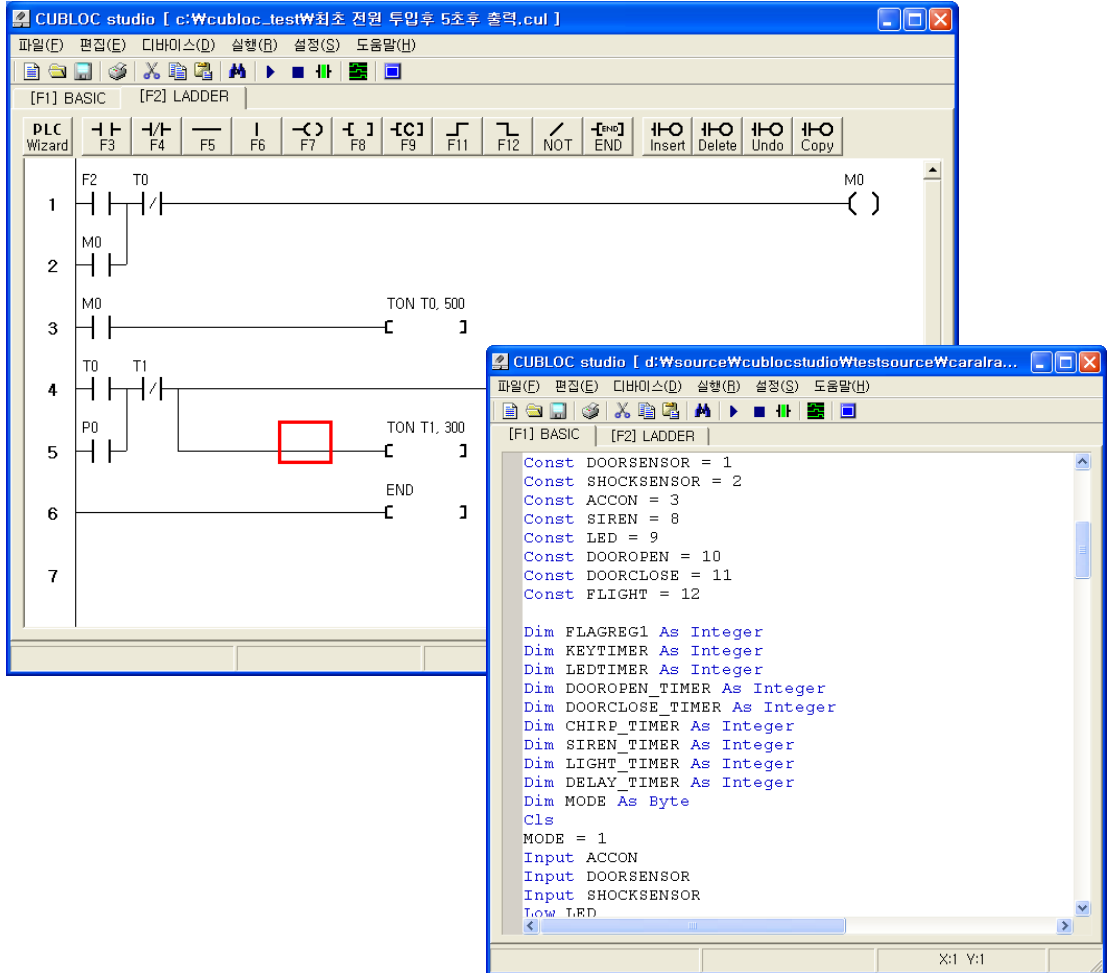 CUBLOC studio [ c:₩cubloc_test₩최초 전원 투입후 5초후 출력.cul ]
파일(F) 편집(E) 디바이스(D) 실행(R) 설정(S) 도움말(H)
[F1] BASIC [F2] LADDER
PLC Wizard F3 F4 F5 F6 F7 F8 F9 F11 F12 NOT END Insert Delete Undo Copy
F2 T0 M0
1
M0
2
M0 TON T0, 500
3
T0 T1
4
P0 TON T1, 300
5
END
6
7
CUBLOC studio [ d:₩source₩cublocstudio₩testsource₩caralra...
파일(F) 편집(E) 디바이스(D) 실행(R) 설정(S) 도움말(H)
[F1] BASIC [F2] LADDER
Const DOORSENSOR = 1
Const SHOCKSENSOR = 2
Const ACCON = 3
Const SIREN = 8
Const LED = 9
Const DOOROPEN = 10
Const DOORCLOSE = 11
Const FLIGHT = 12
Dim FLAGREG1 As Integer
Dim KEYTIMER As Integer
Dim LEDTIMER As Integer
Dim DOOROPEN_TIMER As Integer
Dim DOORCLOSE_TIMER As Integer
Dim CHIRP_TIMER As Integer
Dim SIREN_TIMER As Integer
Dim LIGHT_TIMER As Integer
Dim DELAY_TIMER As Integer
Dim MODE As Byte
Cls
MODE = 1
Input ACCON
Input DOORSENSOR
Input SHOCKSENSOR
Low LED
X:1 Y:1